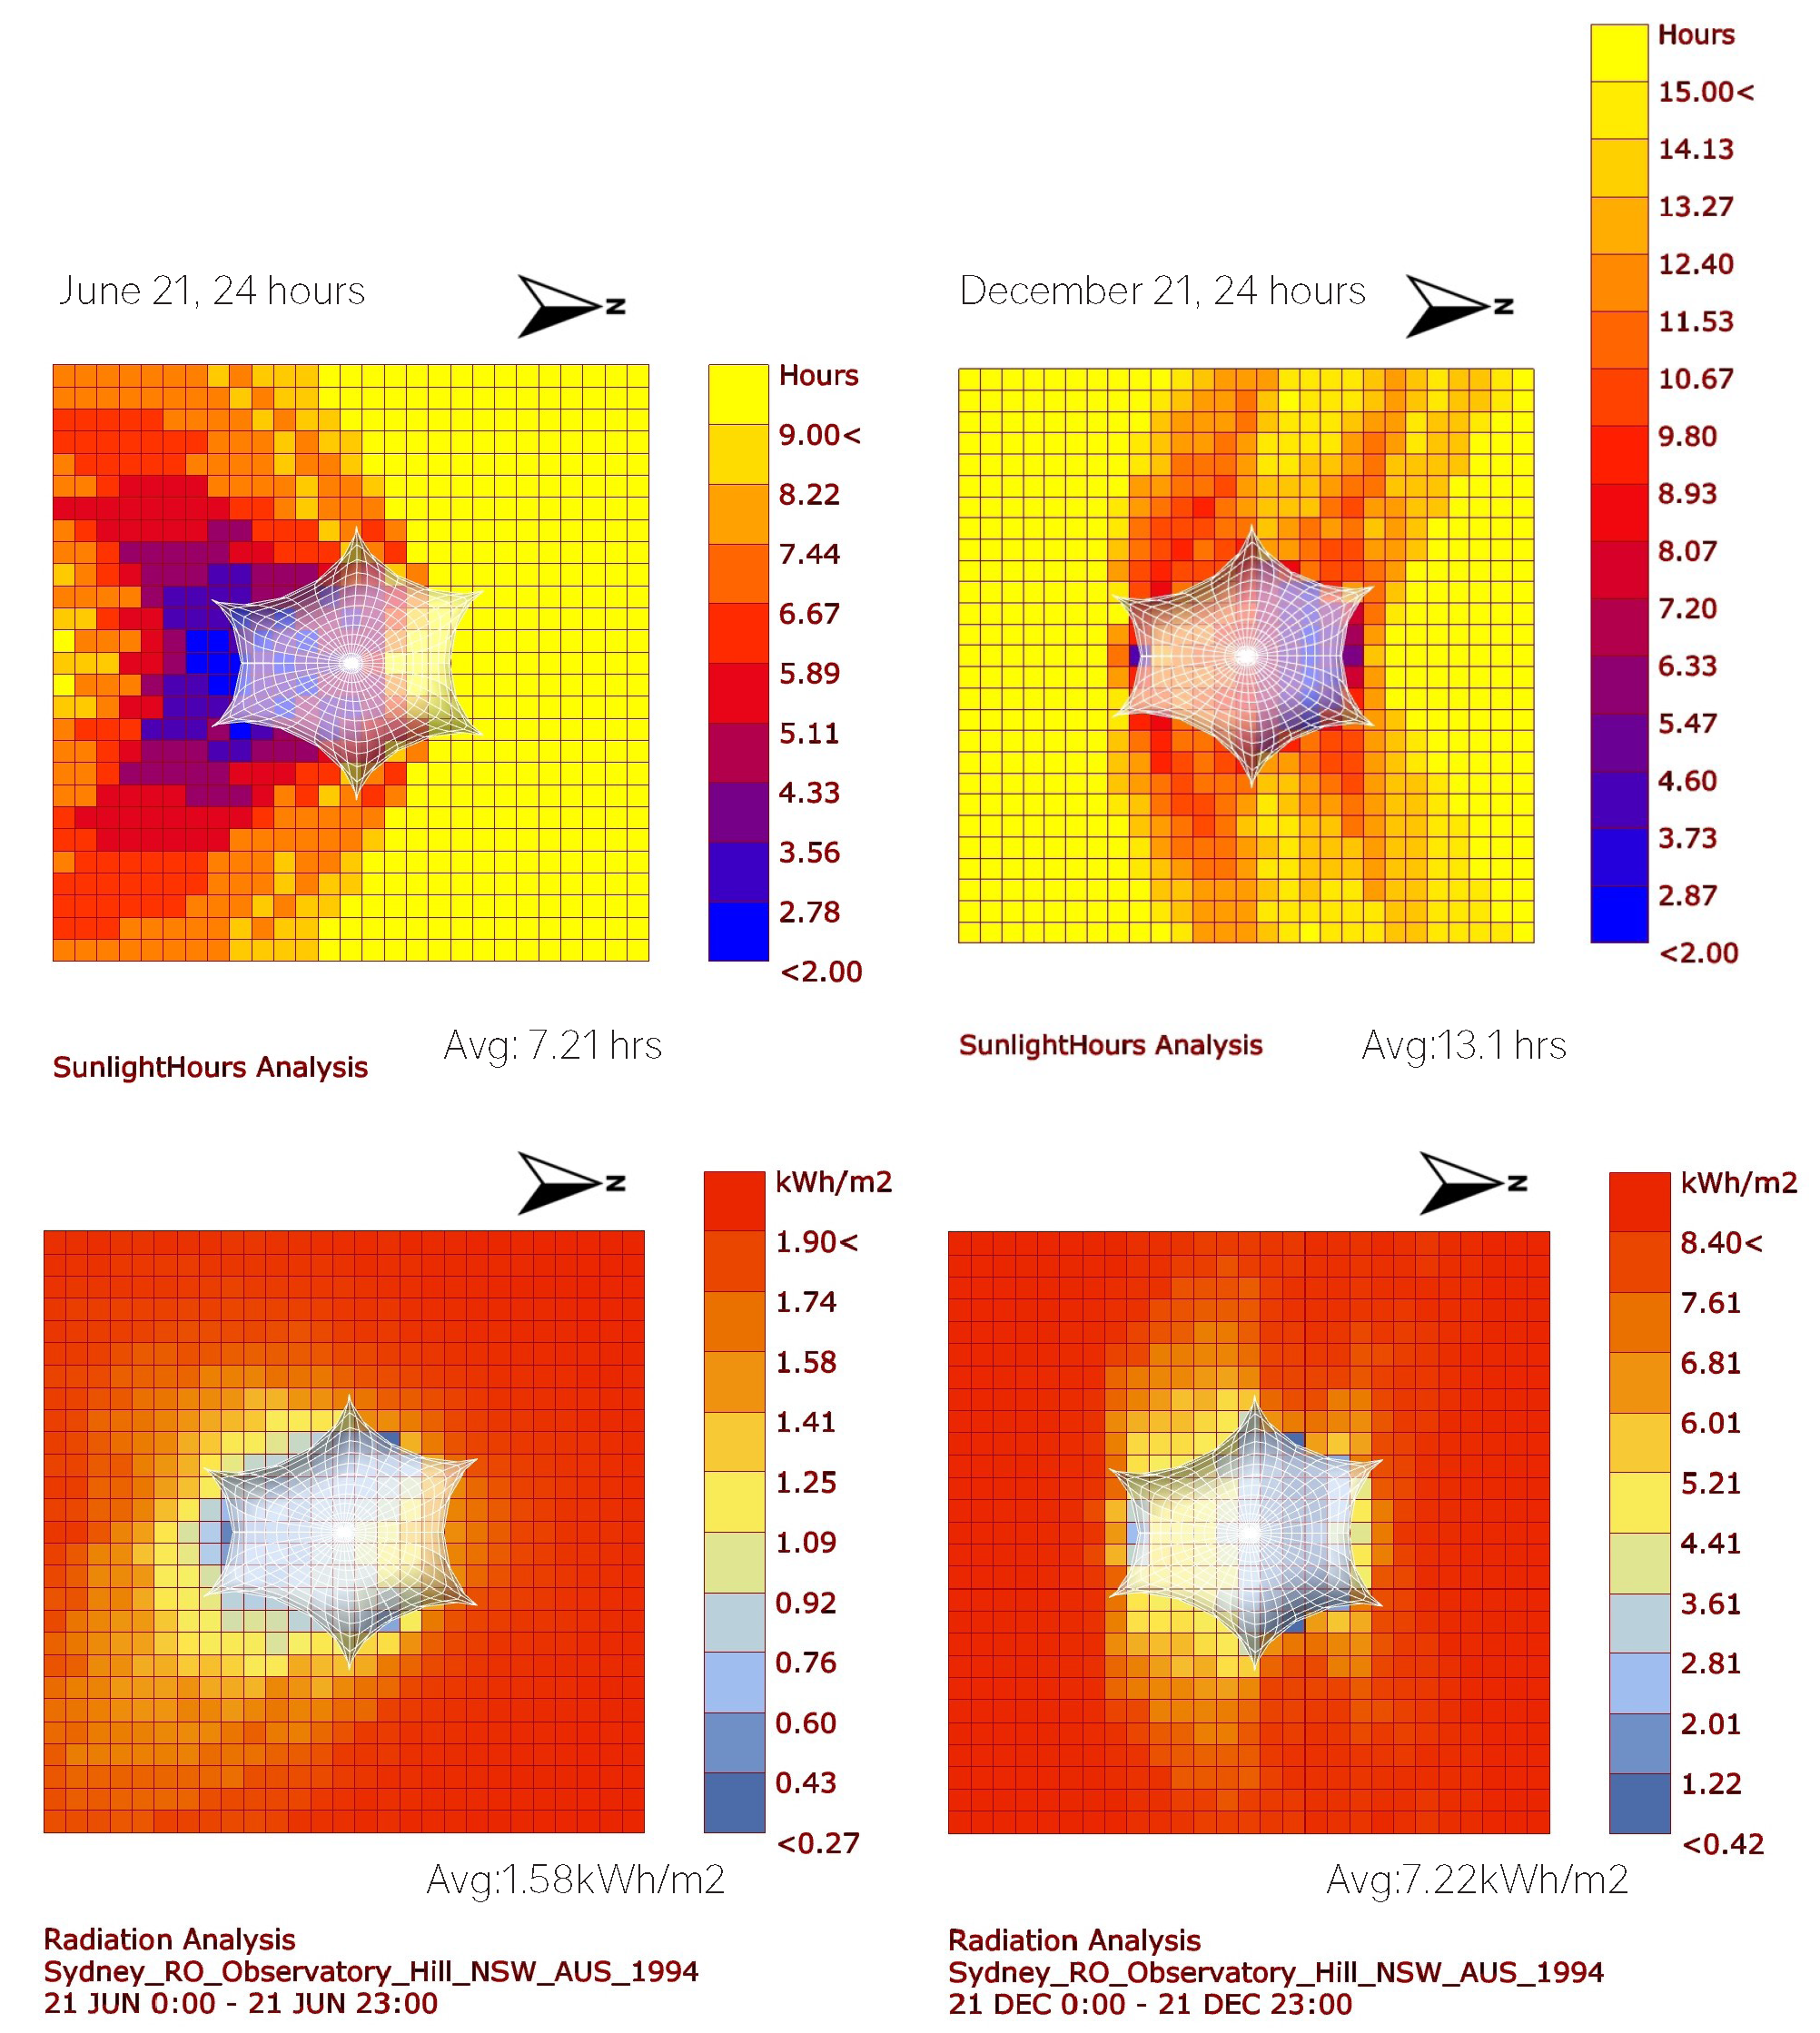 June 21, 24 hours
N
Hours
9.00<
8.22
7.44
6.67
5.89
5.11
4.33
3.56
2.78
<2.00
SunlightHours Analysis
Avg: 7.21 hrs
December 21, 24 hours
N
Hours
15.00<
14.13
13.27
12.40
11.53
10.67
9.80
8.93
8.07
7.20
6.33
5.47
4.60
3.73
2.87
<2.00
SunlightHours Analysis
Avg:13.1 hrs
N
kWh/m2
1.90<
1.74
1.58
1.41
1.25
1.09
0.92
0.76
0.60
0.43
<0.27
Avg:1.58kWh/m2
Radiation Analysis
Sydney_RO_Observatory_Hill_NSW_AUS_1994
21 JUN 0:00 - 21 JUN 23:00
N
kWh/m2
8.40<
7.61
6.81
6.01
5.21
4.41
3.61
2.81
2.01
1.22
<0.42
Avg:7.22kWh/m2
Radiation Analysis
Sydney_RO_Observatory_Hill_NSW_AUS_1994
21 DEC 0:00 - 21 DEC 23:00